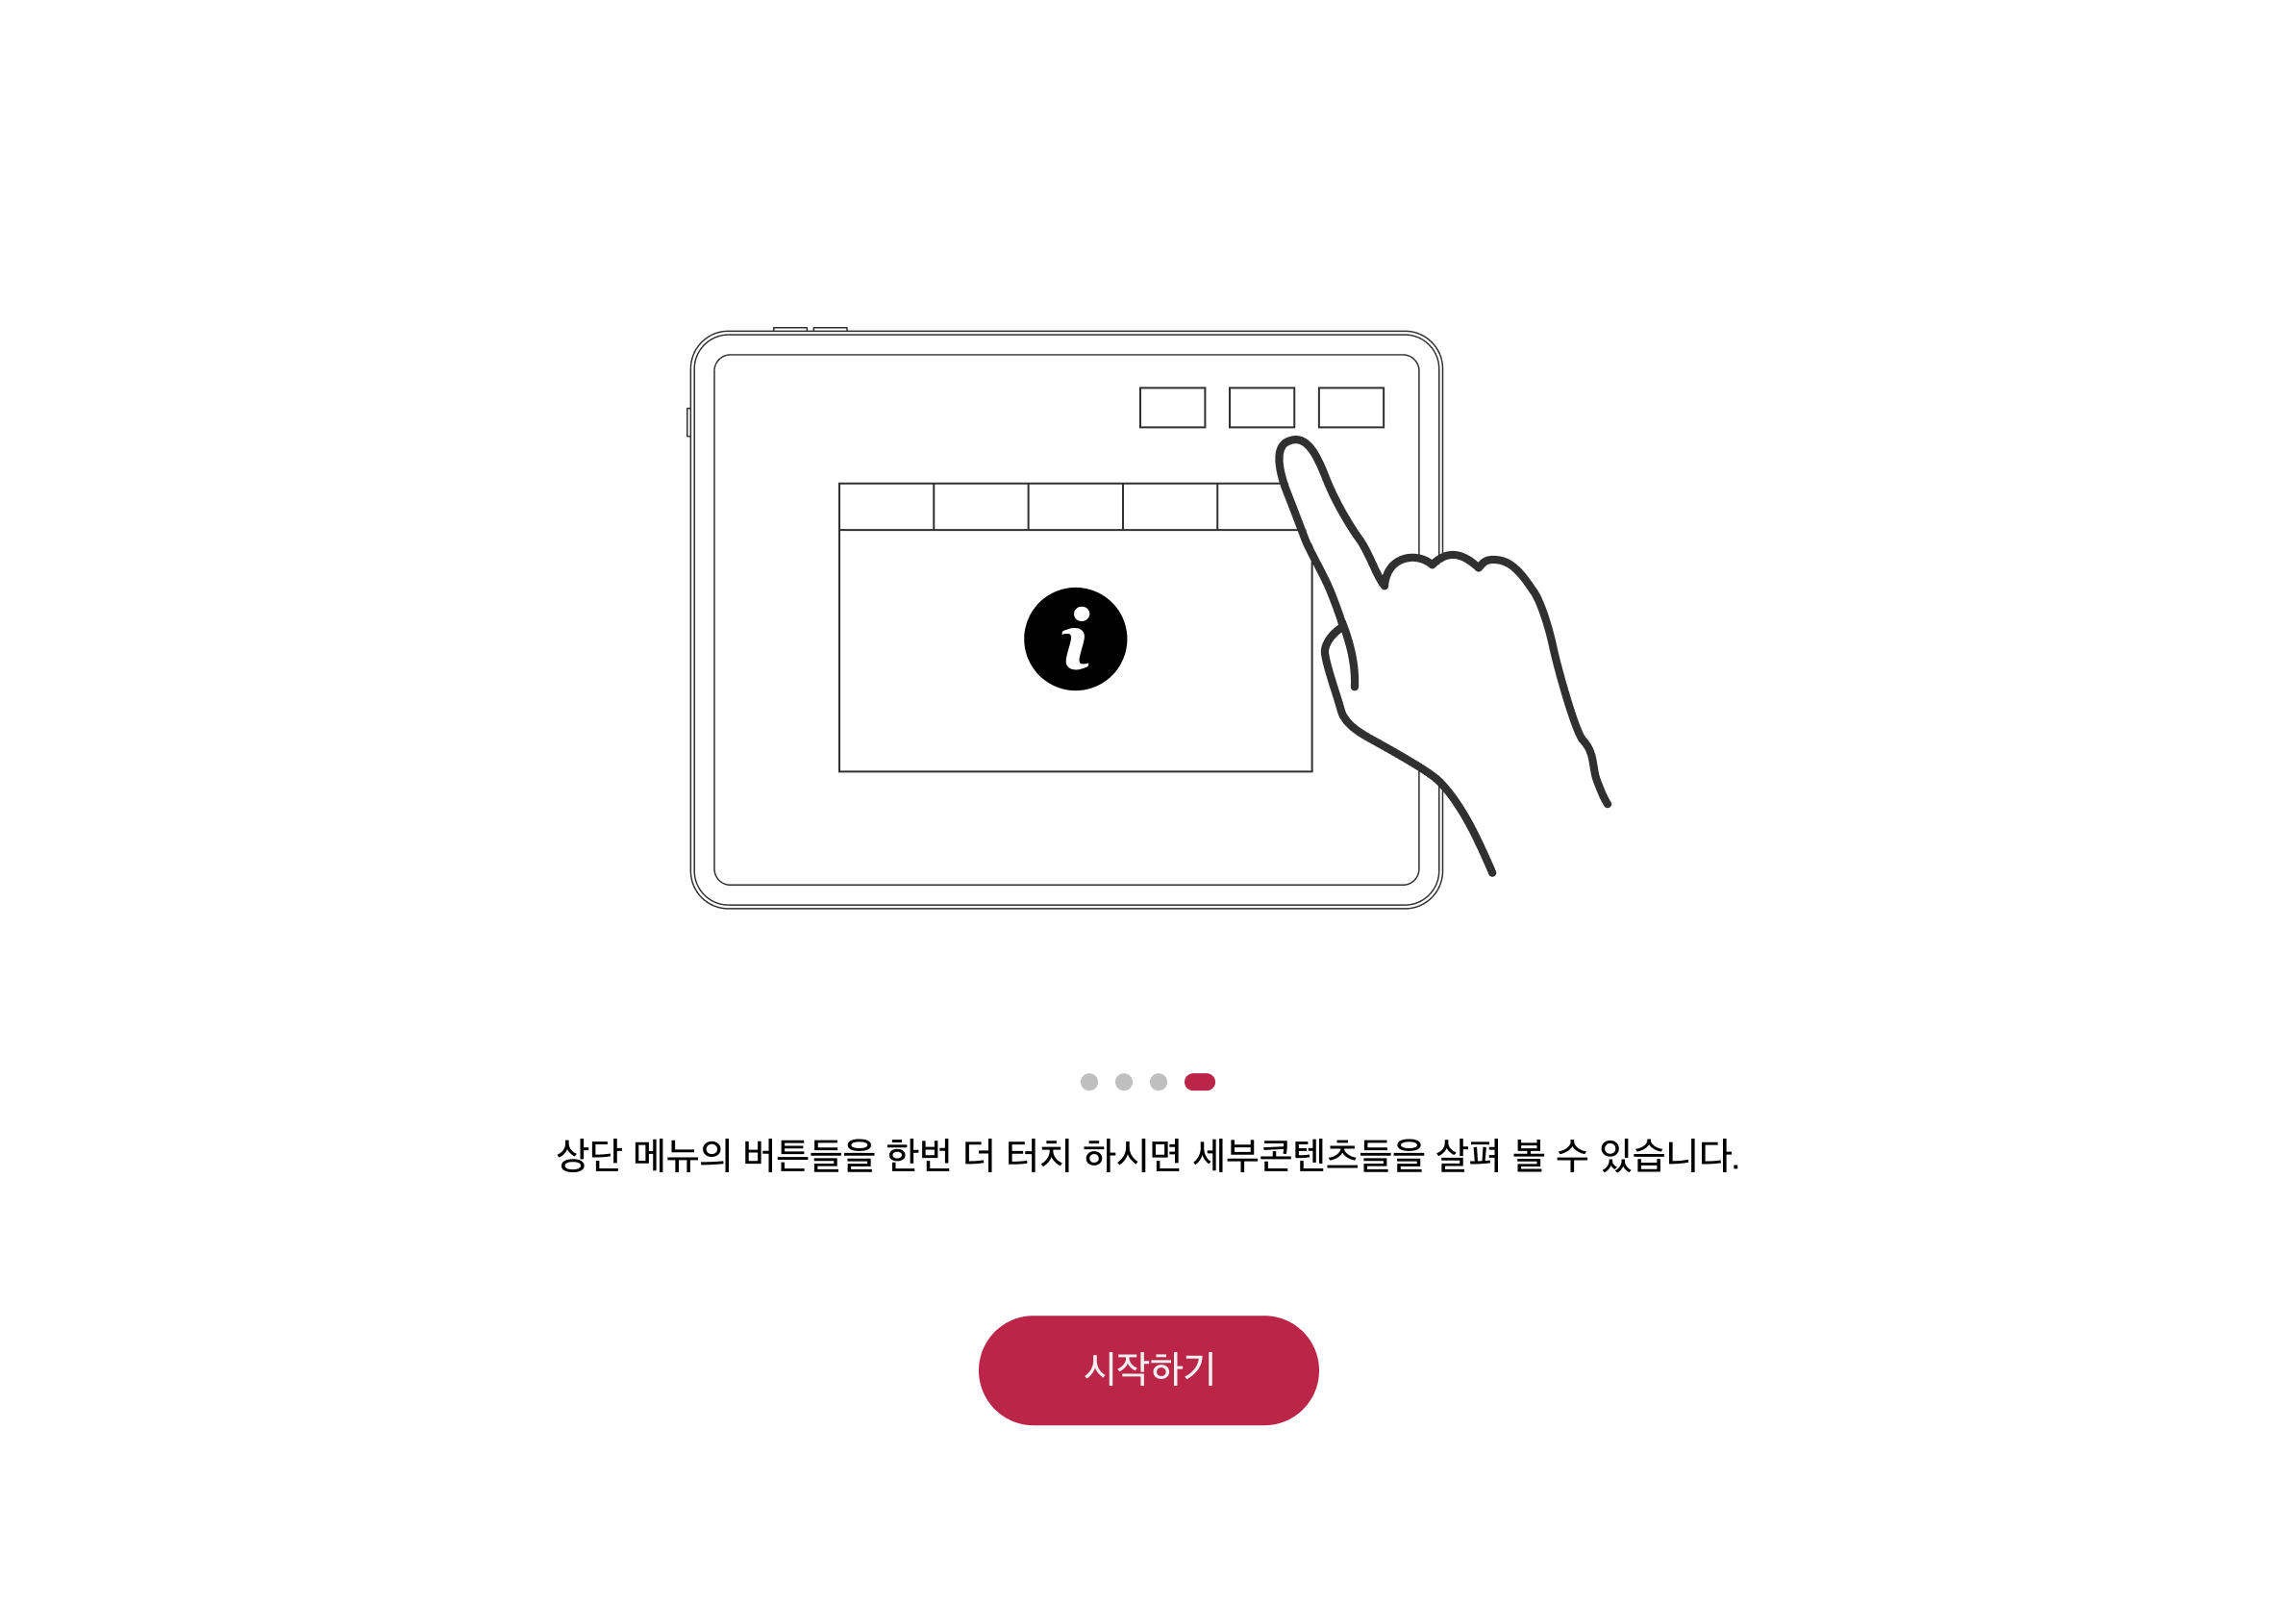 i
상단 메뉴의 버튼들을 한번 더 터치 하시면 세부콘텐츠들을 살펴 볼 수 있습니다.
시작하기